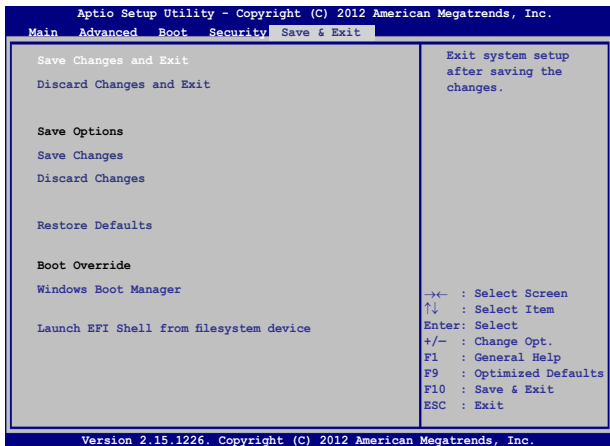 Aptio Setup Utility - Copyright (C) 2012 American Megatrends, Inc.
Main Advanced Boot Security Save & Exit
Save Changes and Exit
Discard Changes and Exit
Save Options
Save Changes
Discard Changes
Restore Defaults
Boot Override
Windows Boot Manager
Launch EFI Shell from filesystem device
Exit system setup
after saving the
changes.
→← : Select Screen
↑↓ : Select Item
Enter: Select
+/— : Change Opt.
F1 : General Help
F9 : Optimized Defaults
F10 : Save & Exit
ESC : Exit
Version 2.15.1226. Copyright (C) 2012 American Megatrends, Inc.